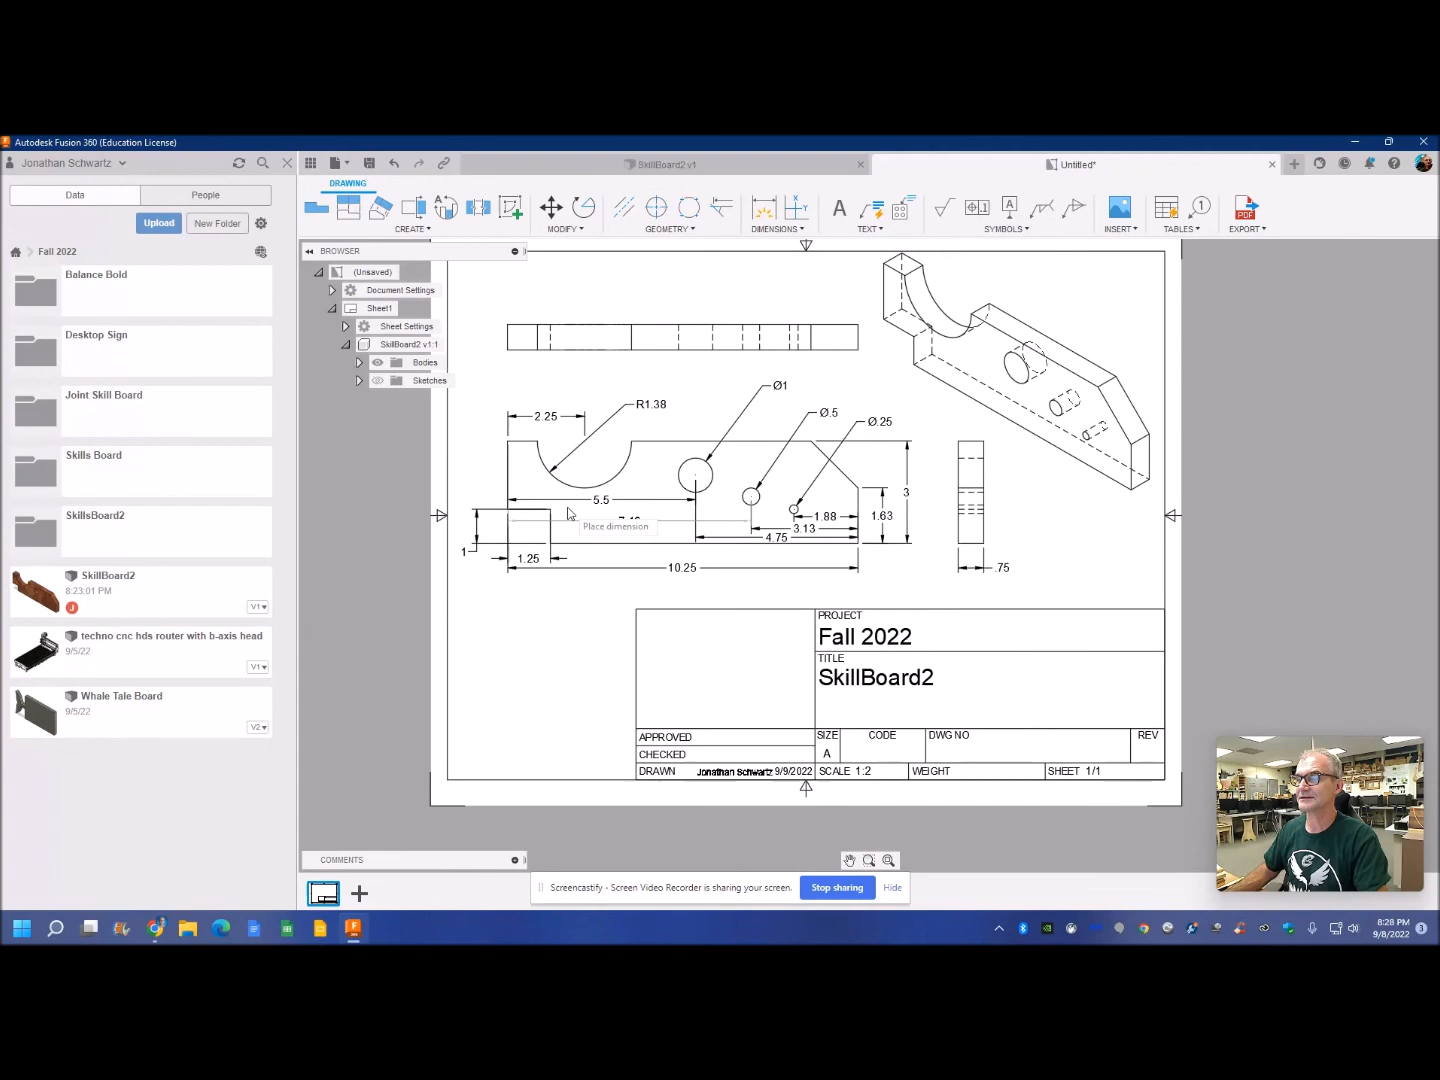 Autodesk Fusion 360 (Education License)
Jonathan Schwartz
SkillBoard2 v1
Untitled*
Data
People
Upload
New Folder
Fall 2022
Balance Bold
Desktop Sign
Joint Skill Board
Skills Board
SkillsBoard2
SkillBoard2
8:23:01 PM
J
V1
techno cnc hds router with b-axis head
9/5/22
V1
Whale Tale Board
9/5/22
V2
DRAWING
CREATE
MODIFY
GEOMETRY
DIMENSIONS
TEXT
SYMBOLS
INSERT
TABLES
EXPORT
PDF
BROWSER
(Unsaved)
Document Settings
Sheet1
Sheet Settings
SkillBoard2 v1:1
Bodies
Sketches
Ø1
R1.38
2.25
Ø.5
Ø.25
5.5
3
1.88
1.63
Place dimension
3.13
4.75
1
1.25
10.25
.75
PROJECT
Fall 2022
TITLE
SkillBoard2
APPROVED
CHECKED
DRAWN Jonathan Schwartz 9/9/2022
SIZE
A
CODE
DWG NO
REV
SCALE 1:2
WEIGHT
SHEET 1/1
COMMENTS
Screencastify - Screen Video Recorder is sharing your screen.
Stop sharing
Hide
8:28 PM
9/8/2022
3